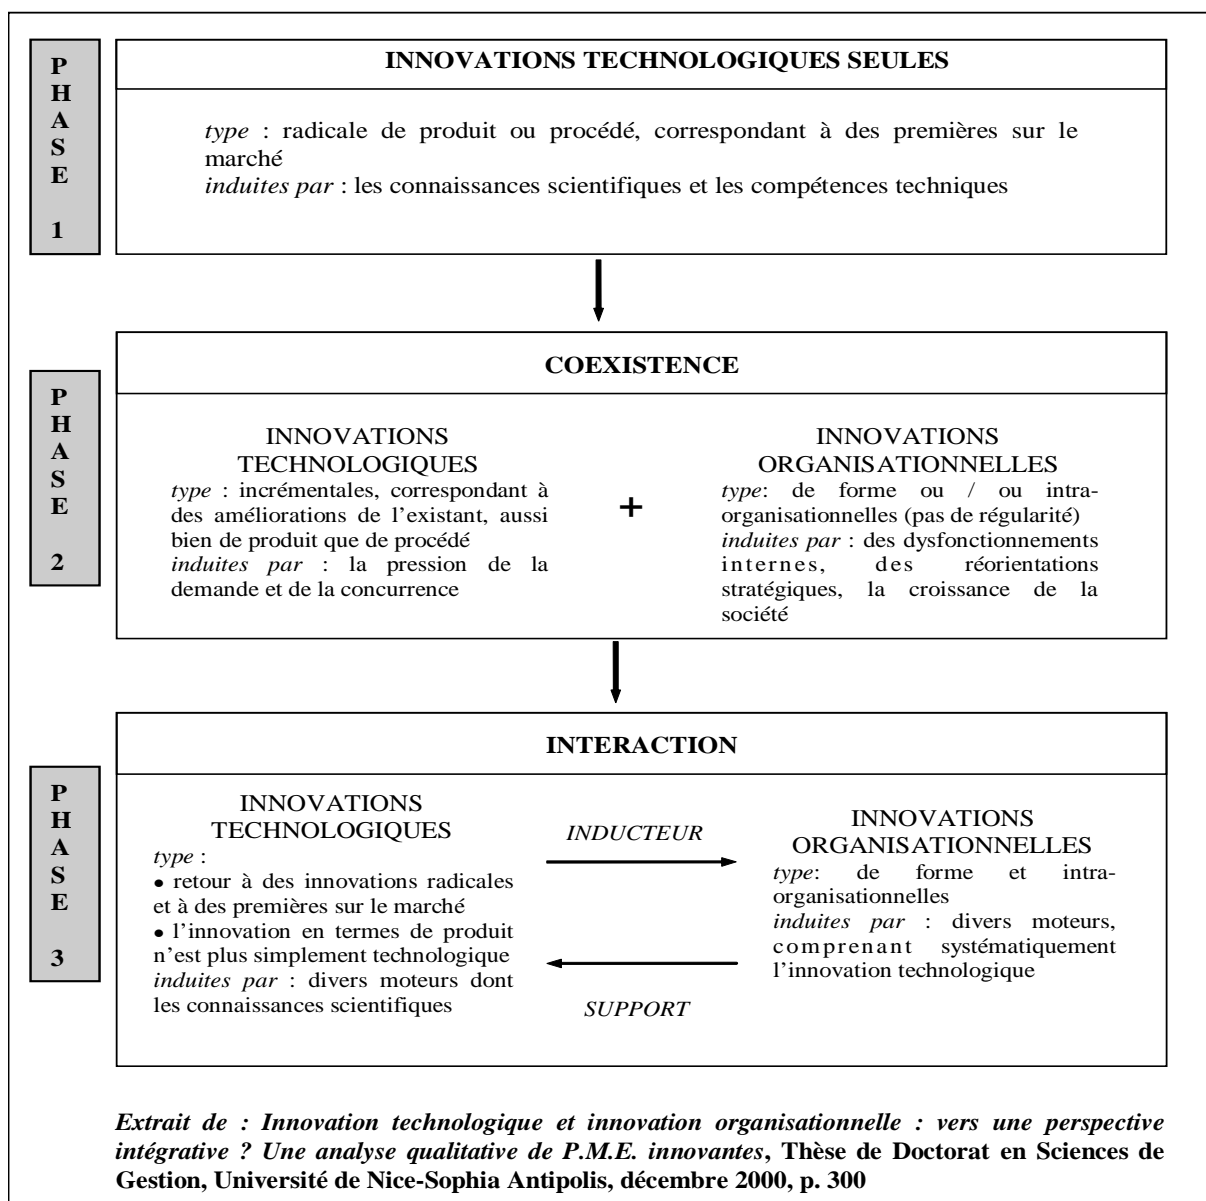 PHASE 1
INNOVATIONS TECHNOLOGIQUES SEULES
type : radicale de produit ou procédé, correspondant à des premières sur le
marché
induites par : les connaissances scientifiques et les compétences techniques
PHASE 2
COEXISTENCE
INNOVATIONS
TECHNOLOGIQUES
type : incrémentales, correspondant à
des améliorations de l'existant, aussi
bien de produit que de procédé
induites par : la pression de la
demande et de la concurrence
+
INNOVATIONS
ORGANISATIONNELLES
type: de forme ou / ou intra-
organisationnelles (pas de régularité)
induites par : des dysfonctionnements
internes, des réorientations
stratégiques, la croissance de la
société
PHASE 3
INTERACTION
INNOVATIONS
TECHNOLOGIQUES
type :
• retour à des innovations radicales
et à des premières sur le marché
• l'innovation en termes de produit
n'est plus simplement technologique
induites par : divers moteurs dont
les connaissances scientifiques
INDUCTEUR
SUPPORT
INNOVATIONS
ORGANISATIONNELLES
type: de forme et intra-
organisationnelles
induites par : divers moteurs,
comprenant systématiquement
l'innovation technologique
Extrait de : Innovation technologique et innovation organisationnelle : vers une perspective
intégrative ? Une analyse qualitative de P.M.E. innovantes, Thèse de Doctorat en Sciences de
Gestion, Université de Nice-Sophia Antipolis, décembre 2000, p. 300